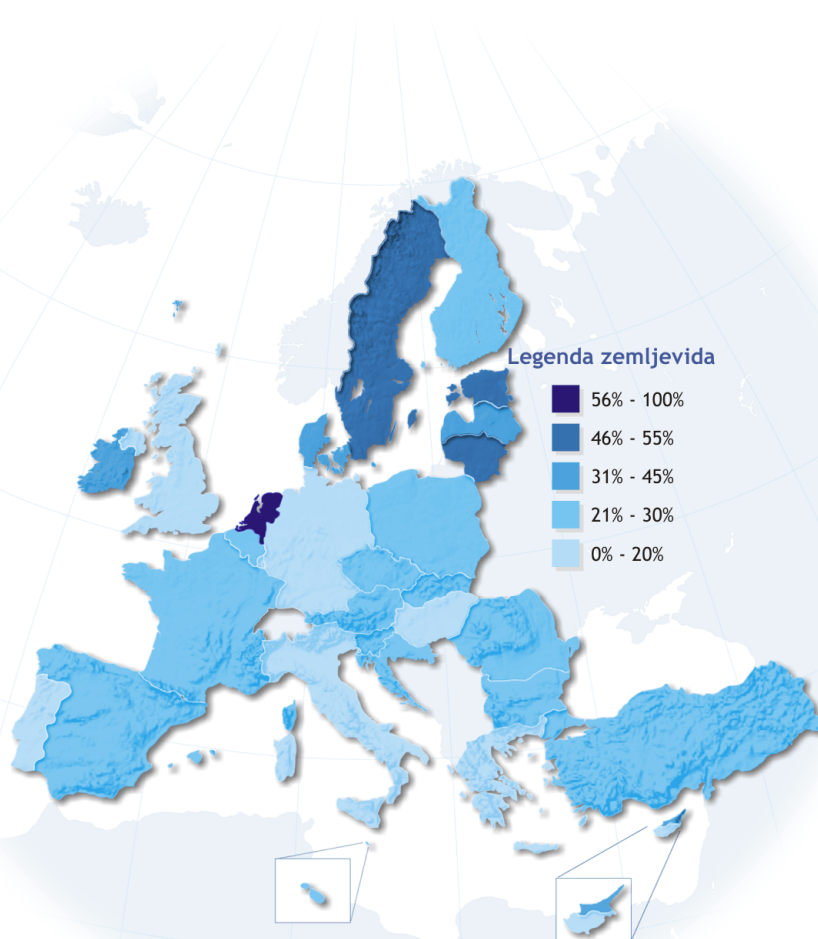 Legenda zemljevida
56% - 100%
46% - 55%
31% - 45%
21% - 30%
0% - 20%